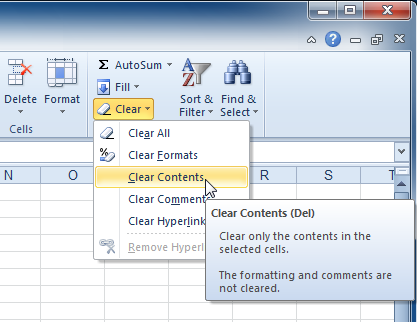 Σ AutoSum
Fill
Clear
Delete
Format
Sort &
Filter
Find &
Select
Cells
Clear All
Clear Formats
Clear Contents
Clear Comment
Clear Hyperlink
Remove Hyperl
N O R S T
Clear Contents (Del)
Clear only the contents in the
selected cells.
The formatting and comments are
not cleared.